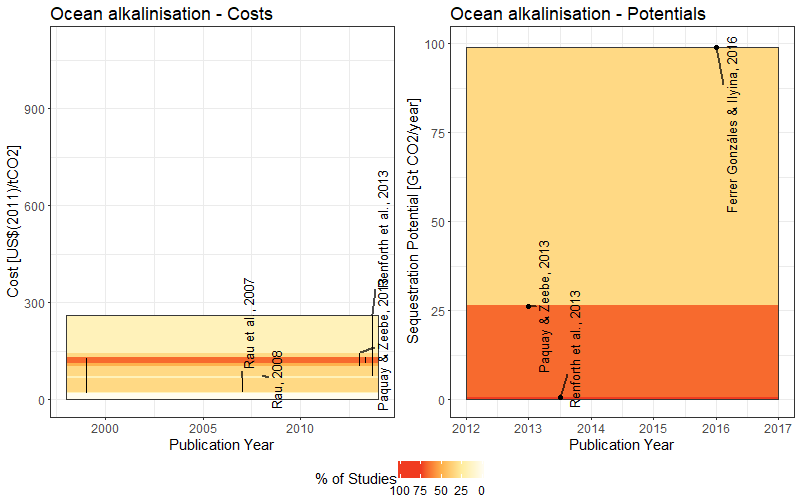 Ocean alkalinisation - Costs
Cost [US$(2011)/tCO2]
900
600
300
0
Rau et al., 2007
Rau, 2008
Paquay & Zeebe, 2013
Renforth et al., 2013
2000
2005
2010
Publication Year
Ocean alkalinisation - Potentials
Sequestration Potential [Gt CO2/year]
100
75
50
25
0
Paquay & Zeebe, 2013
Renforth et al., 2013
Ferrer Gonzáles & Ilyina, 2016
2012
2013
2014
2015
2016
2017
Publication Year
% of Studies
100 75 50 25 0